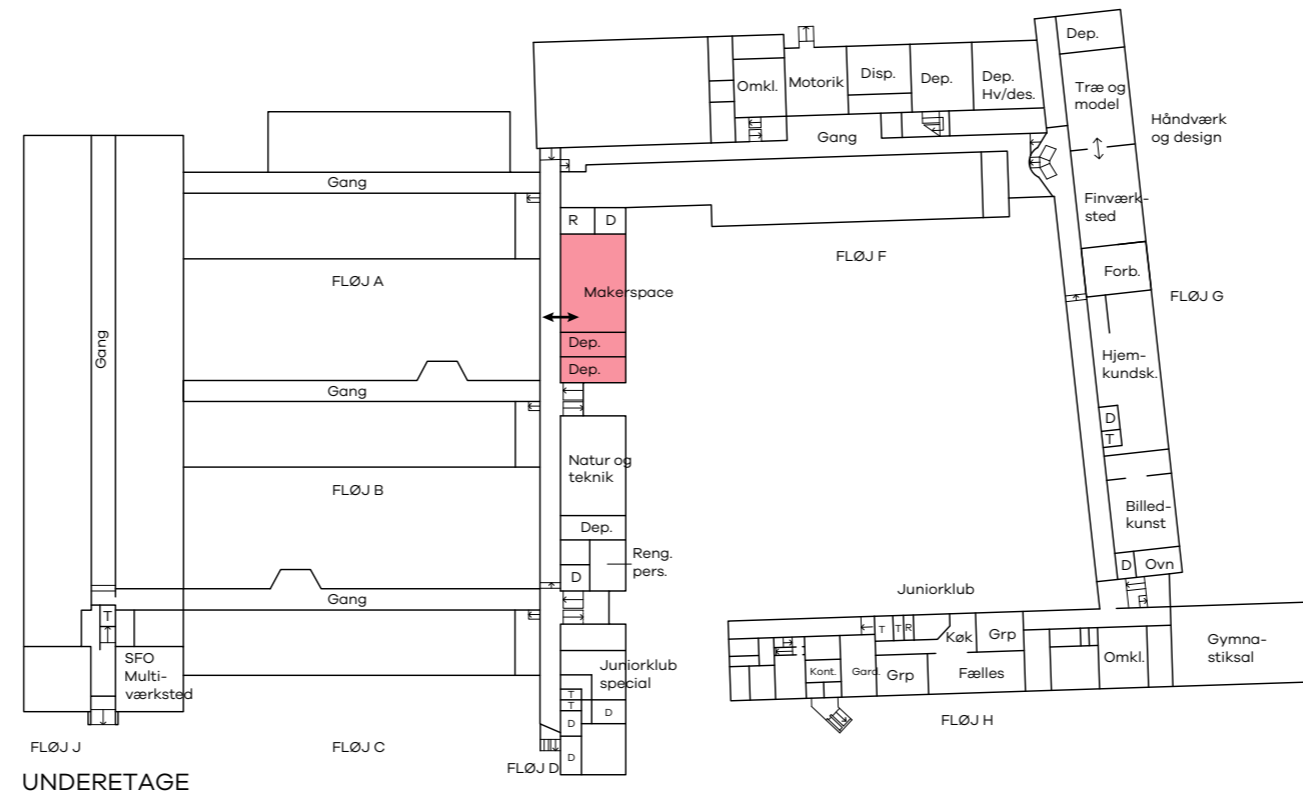 Dep.
Omkl.
Motorik
Disp.
Dep.
Dep.
Hv/des.
Træ og
model
Håndværk
og design
Gang
Gang
Finværk-
sted
R
D
FLØJ A
FLØJ F
Forb.
FLØJ G
Makerspace
Dep.
Dep.
Gang
Gang
Hjem-
kundsk.
D
T
Natur og
teknik
FLØJ B
Billed-
kunst
Dep.
Reng.
pers.
D
D
Ovn
Gang
Juniorklub
T
T
T
R
Køk
Grp
Gymna-
stiksal
SFO
Multi-
værksted
Juniorklub
special
Kont.
Gard.
Grp
Fælles
Omkl.
T
T
D
D
D
FLØJ H
FLØJ J
FLØJ C
FLØJ D
UNDERETAGE